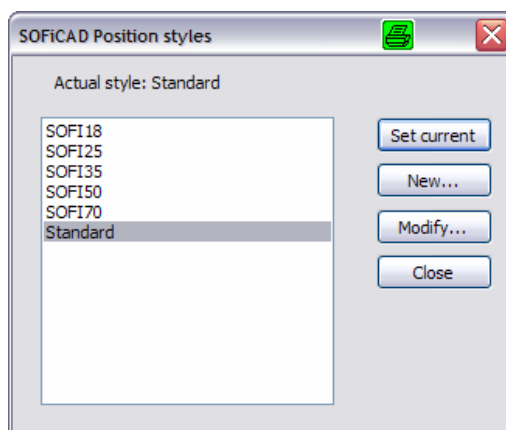 SOFiCAD Position styles
Actual style: Standard
SOFI18
SOFI25
SOFI35
SOFI50
SOFI70
Standard
Set current
New...
Modify...
Close